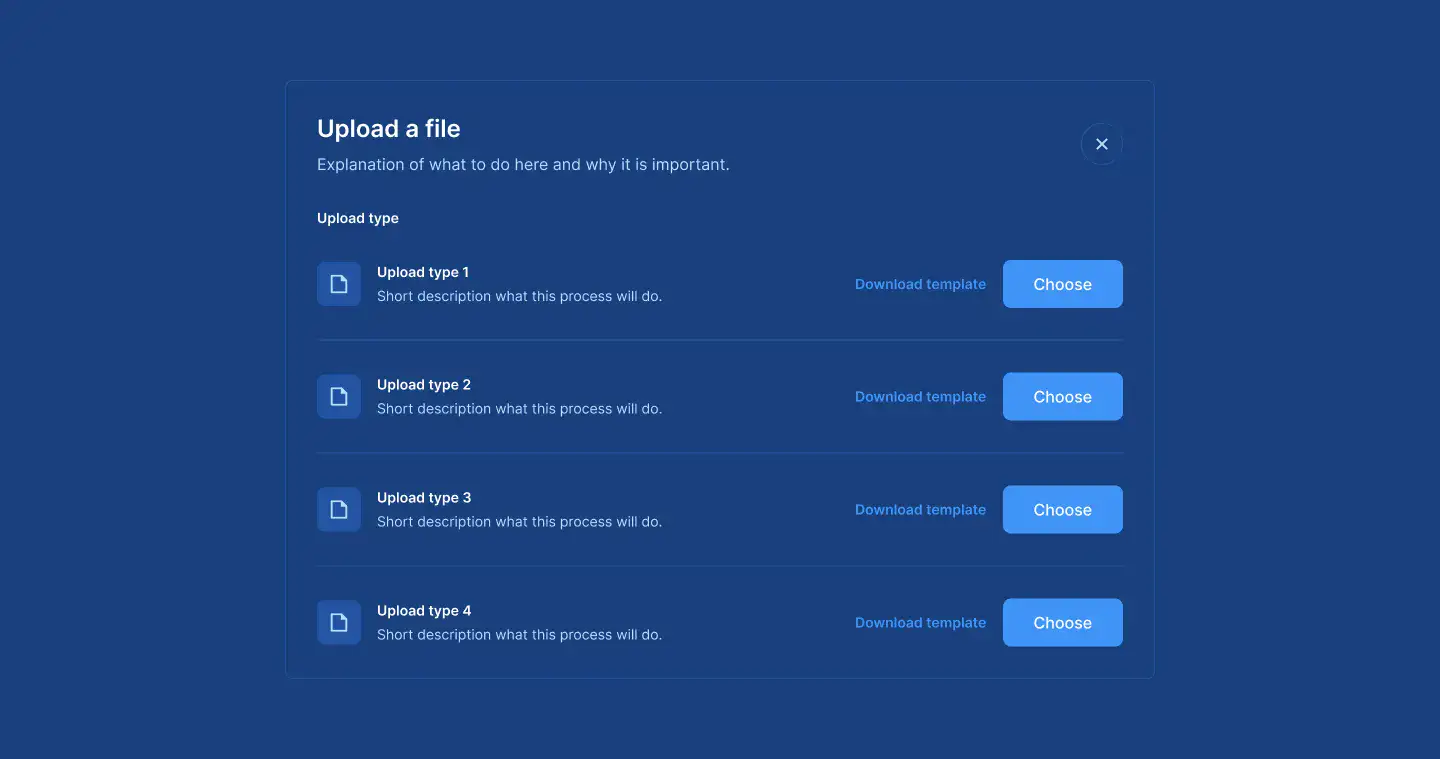 Upload a file
Explanation of what to do here and why it is important.
Upload type
Upload type 1
Short description what this process will do.
Download template
Choose
Upload type 2
Short description what this process will do.
Download template
Choose
Upload type 3
Short description what this process will do.
Download template
Choose
Upload type 4
Short description what this process will do.
Download template
Choose